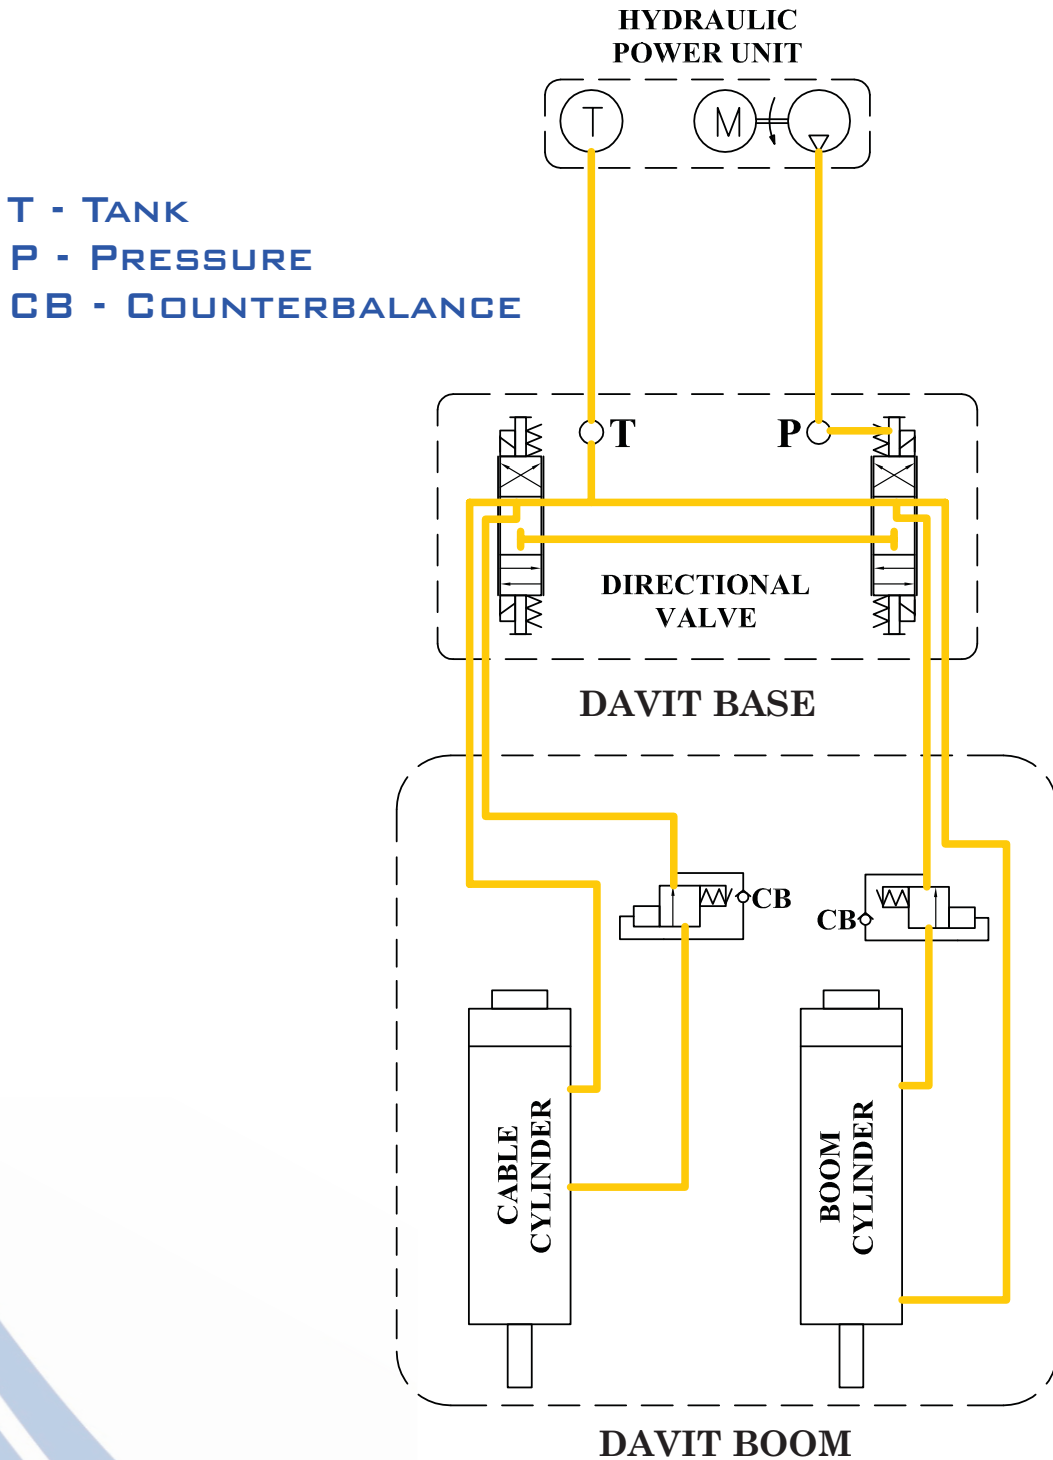 HYDRAULIC
POWER UNIT
T
M
T - TANK
P - PRESSURE
CB - COUNTERBALANCE
T
P
DIRECTIONAL
VALVE
DAVIT BASE
CB
CB
CABLE
CYLINDER
BOOM
CYLINDER
DAVIT BOOM